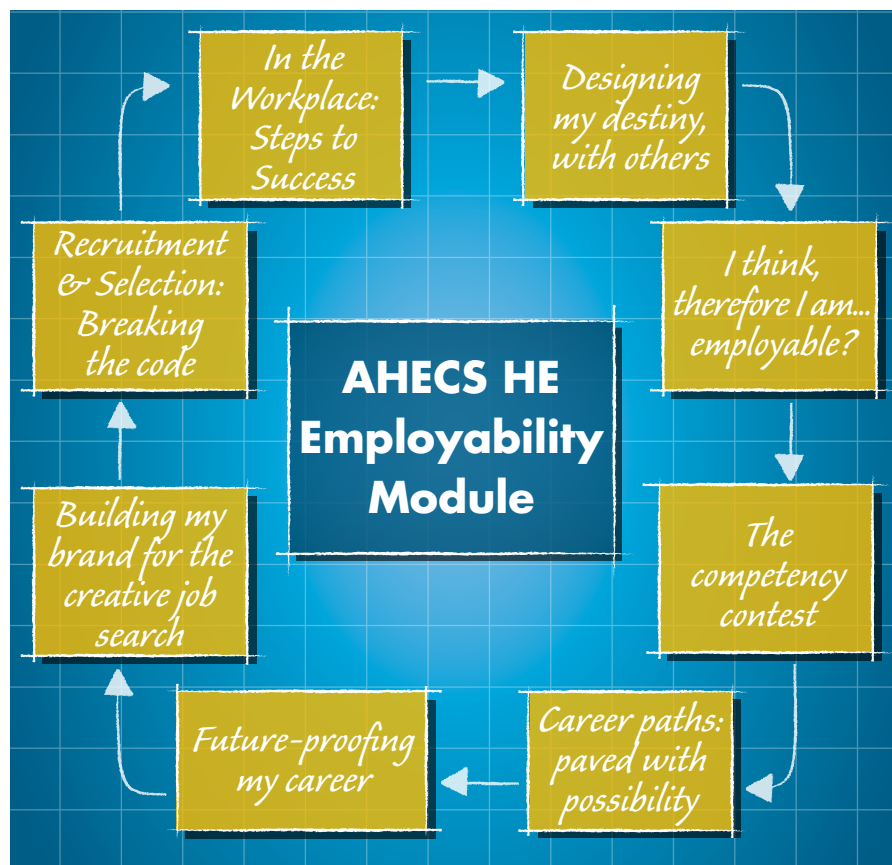 In the
Workplace:
Steps to
Success
Designing
my destiny,
with others
I think,
therefore I am...
employable?
The
competency
contest
Career paths:
paved with
possibility
Future-proofing
my career
Building my
brand for the
creative job
search
Recruitment
& Selection:
Breaking
the code
AHECS HE
Employability
Module